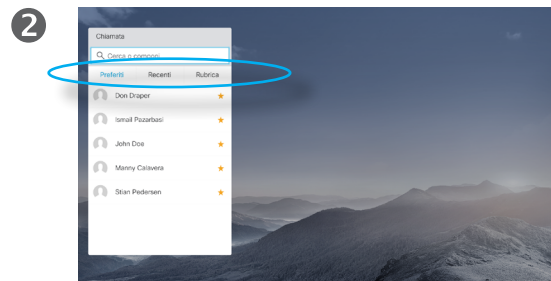 2
Chiamata
Cerca o componi
Preferiti Recenti Rubrica
Don Draper
Ismail Pazarbasi
John Doe
Manny Calavera
Stian Pedersen